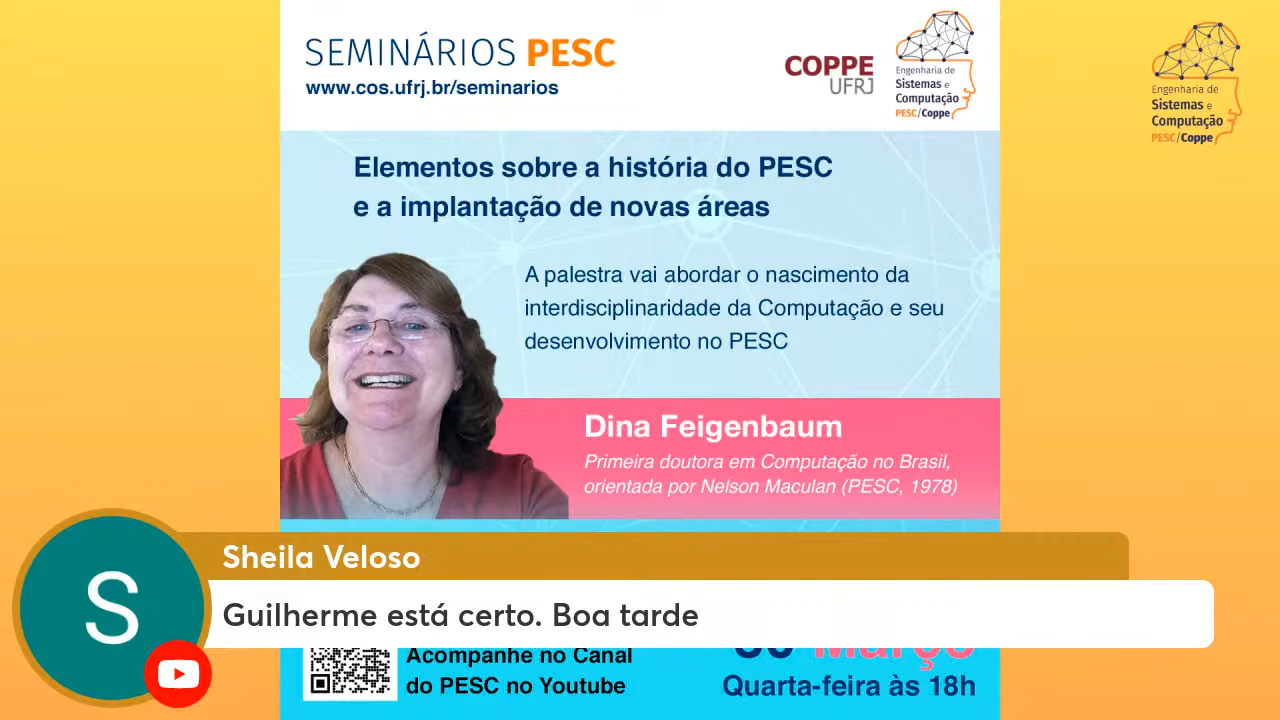 SEMINÁRIOS PESC
www.cos.ufrj.br/seminarios
COPPE
UFRJ
Engenharia de
Sistemas e
Computação
PESC/Coppe
Engenharia de
Sistemas e
Computação
PESC/Coppe
Elementos sobre a história do PESC
e a implantação de novas áreas
A palestra vai abordar o nascimento da
interdisciplinaridade da Computação e seu
desenvolvimento no PESC
Dina Feigenbaum
Primeira doutora em Computação no Brasil,
orientada por Nelson Maculan (PESC, 1978)
S
Sheila Veloso
Guilherme está certo. Boa tarde
Março
Acompanhe no Canal
do PESC no Youtube
Quarta-feira às 18h